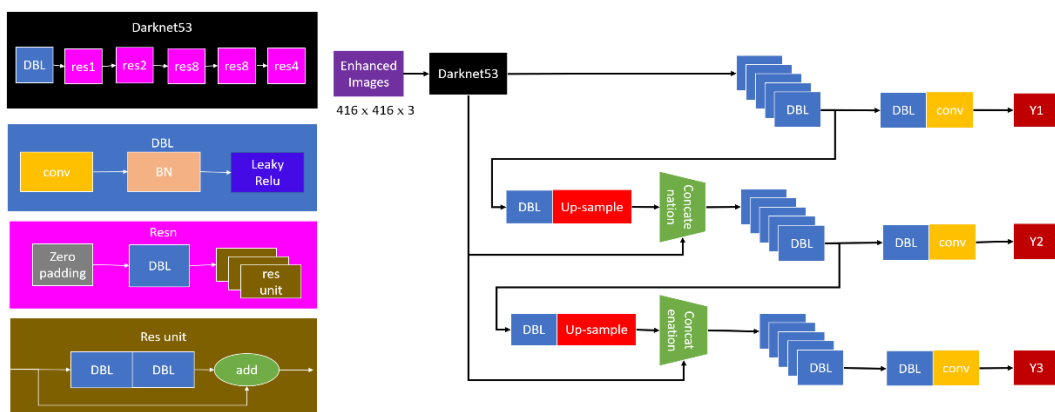 Darknet53
DBL
res1
res2
res8
res8
res4
DBL
conv
BN
Leaky
Relu
Resn
Zero
padding
DBL
res
unit
Res unit
DBL
DBL
add
Enhanced
Images
416 x 416 x 3
Darknet53
DBL
DBL
conv
Y1
DBL
Up-sample
Concate
nation
DBL
DBL
conv
Y2
DBL
Up-sample
Concat
enation
DBL
DBL
conv
Y3